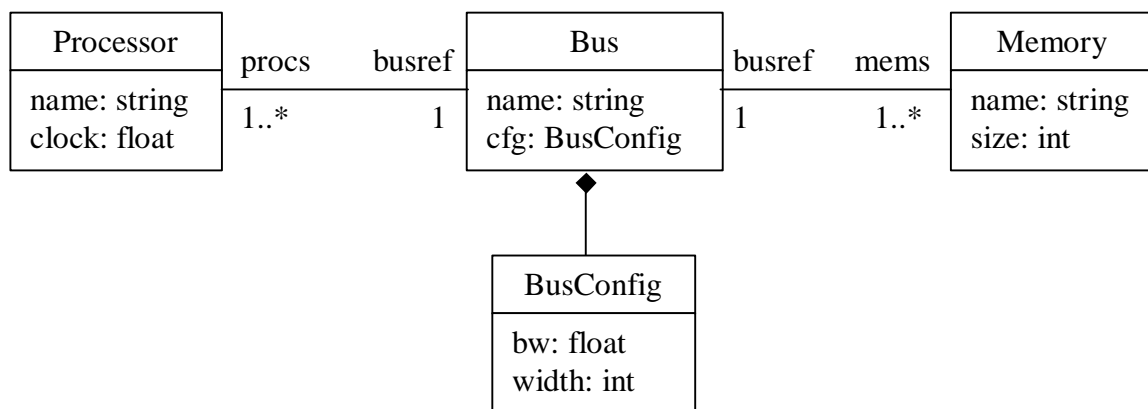 Processor
name: string
clock: float
procs
1..*
busref
1
Bus
name: string
cfg: BusConfig
busref
1
mems
1..*
Memory
name: string
size: int
BusConfig
bw: float
width: int